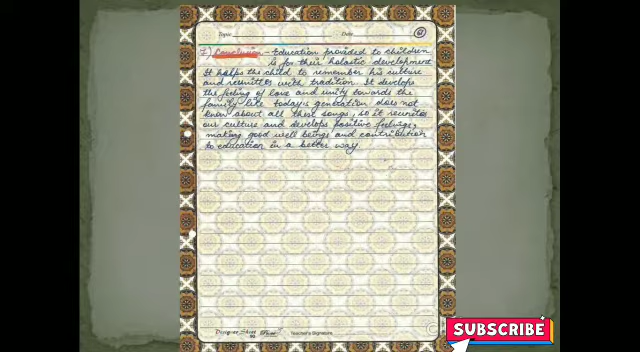 Topic Date
7) Conclusion - Education provided to children
is for their holistic development
It helps the child to remember his culture
and reunites with tradition. It develops
the feeling of love and unity towards the
family like today's generation does not
know about all these songs, so it reunites
our culture and develops positive feelings,
making good well beings and contribution
to education in a better way.
Designer Sheet
Teacher's Signature
SUBSCRIBE